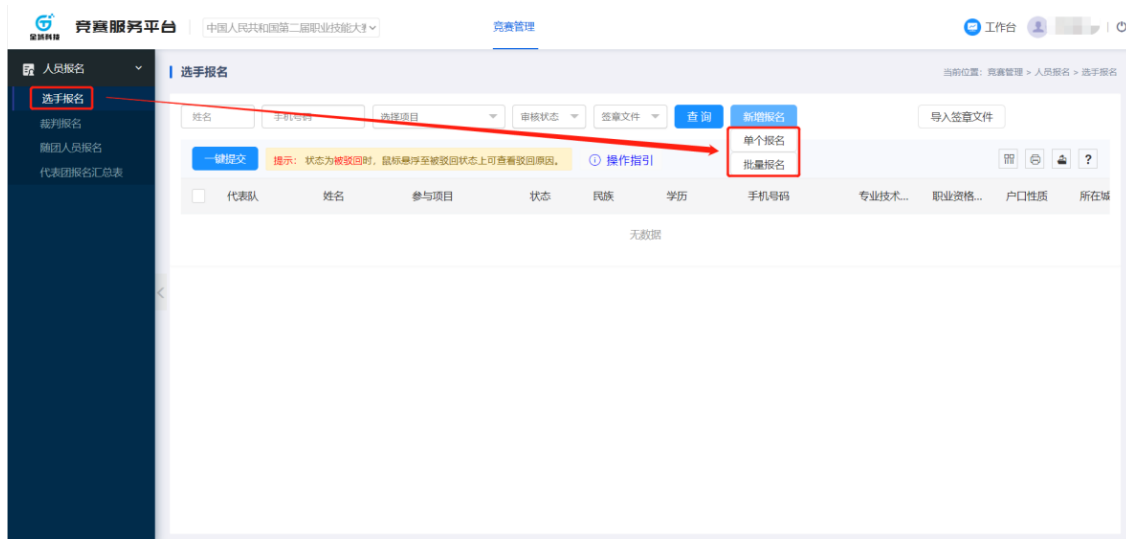 金城科技
竞赛服务平台
中国人民共和国第二届职业技能大
竞赛管理
工作台
人员报名
选手报名
裁判报名
随团人员报名
代表团报名汇总表
选手报名
当前位置：竞赛管理 > 人员报名 > 选手报名
姓名
手机号码
选择项目
审核状态
签章文件
查询
新增报名
导入签章文件
单个报名
批量报名
一键提交
提示：状态为被驳回时，鼠标悬浮至被驳回状态上可查看驳回原因。
操作指引
?
代表队 姓名 参与项目 状态 民族 学历 手机号码 专业技术... 职业资格... 户口性质 所在城
无数据